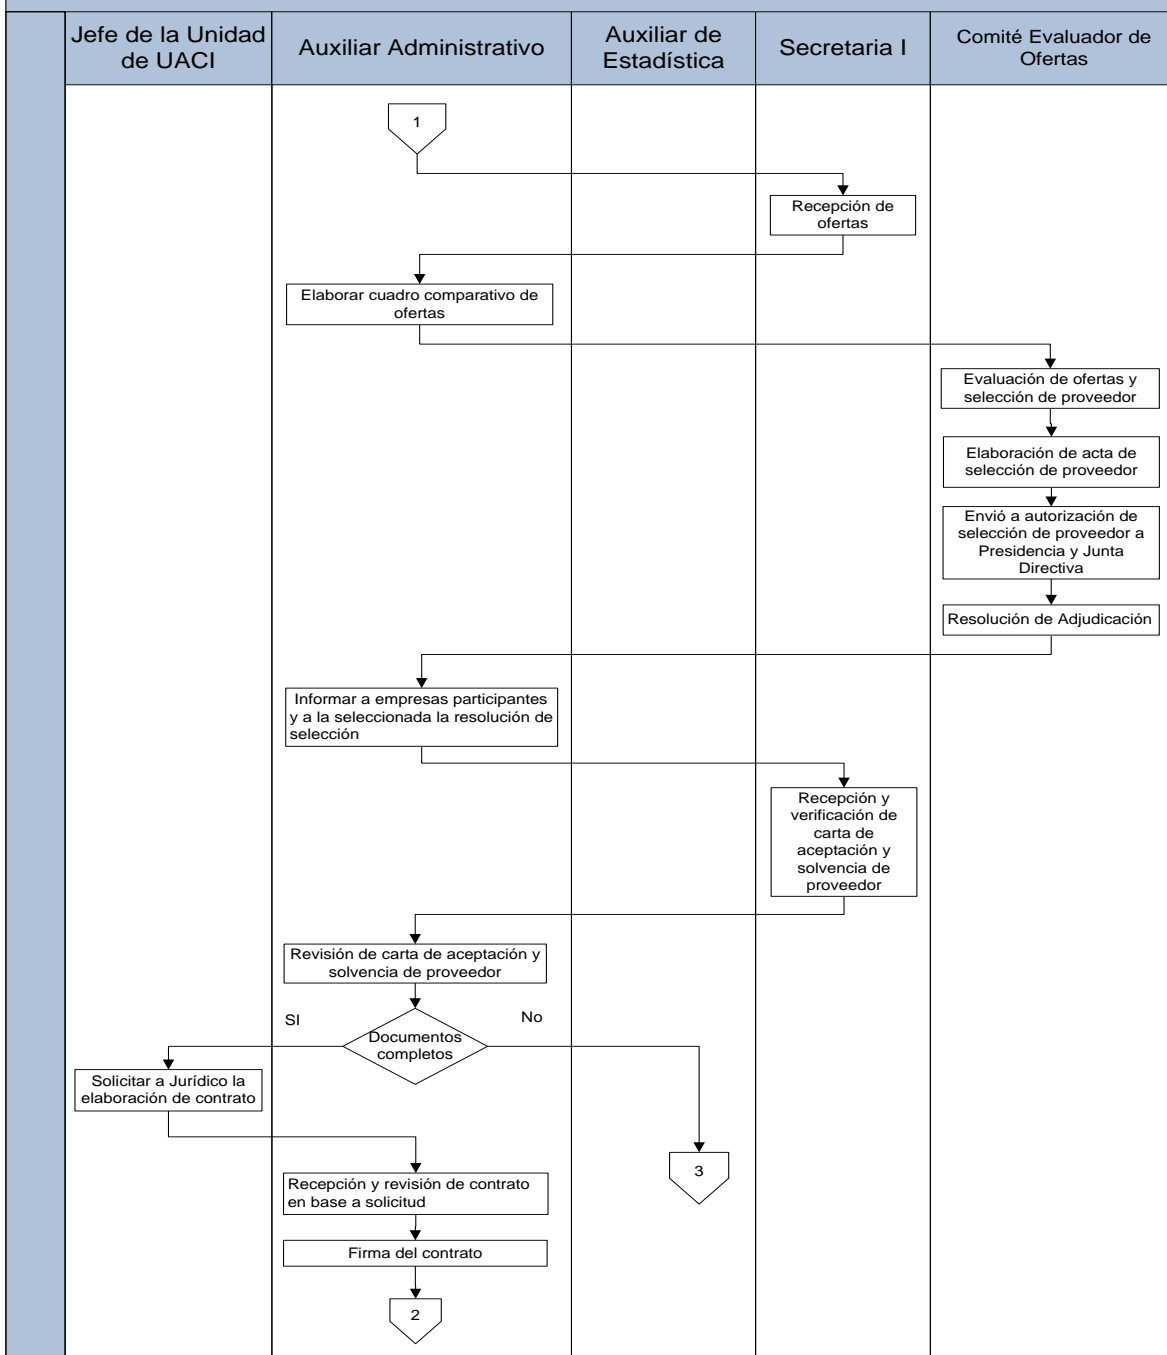 Jefe de la Unidad
de UACI
Auxiliar Administrativo
Auxiliar de
Estadística
Secretaria I
Comité Evaluador de
Ofertas
1
Recepción de
ofertas
Elaborar cuadro comparativo de
ofertas
Evaluación de ofertas y
selección de proveedor
Elaboración de acta de
selección de proveedor
Envió a autorización de
selección de proveedor a
Presidencia y Junta
Directiva
Resolución de Adjudicación
Informar a empresas participantes
y a la seleccionada la resolución de
selección
Recepción y
verificación de
carta de
aceptación y
solvencia de
proveedor
Revisión de carta de aceptación y
solvencia de proveedor
SI
No
Documentos
completos
Solicitar a Jurídico la
elaboración de contrato
3
Recepción y revisión de contrato
en base a solicitud
Firma del contrato
2